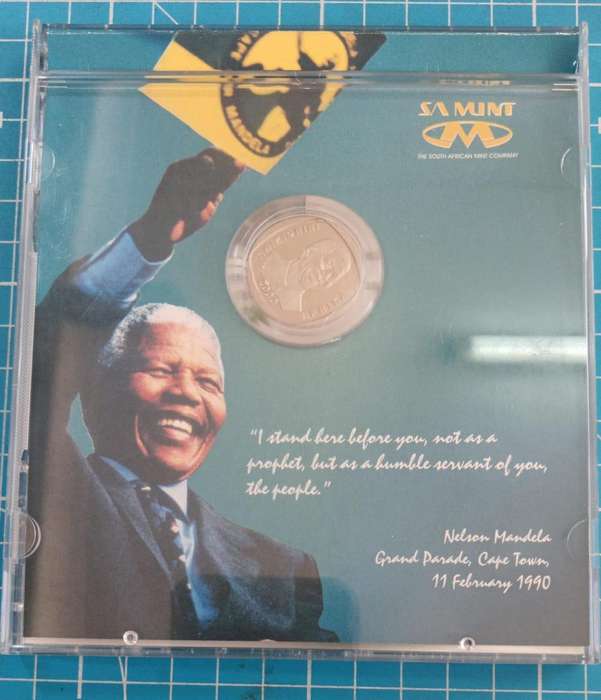 MANDELA
SA MINT
THE SOUTH AFRICAN MINT COMPANY
"I stand here before you, not as a
prophet, but as a humble servant of you,
the people."
Nelson Mandela
Grand Parade, Cape Town,
11 February 1990